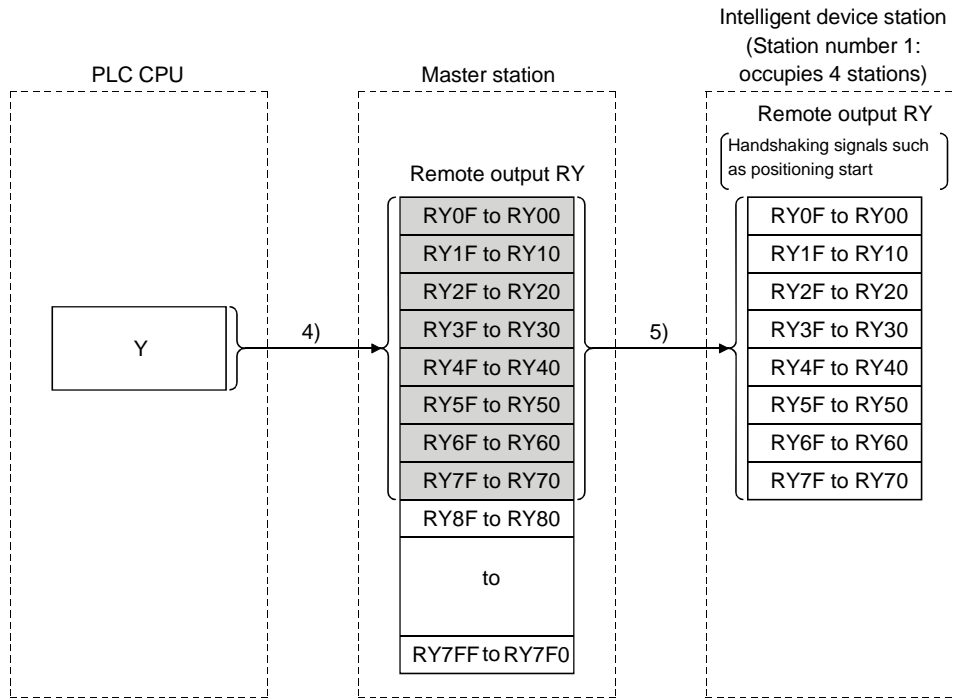 Intelligent device station
(Station number 1:
occupies 4 stations)
PLC CPU
Master station
Remote output RY
Handshaking signals such
as positioning start
Remote output RY
RY0F to RY00
RY1F to RY10
RY2F to RY20
RY3F to RY30
RY4F to RY40
RY5F to RY50
RY6F to RY60
RY7F to RY70
RY8F to RY80
to
RY7FF to RY7F0
Y
4)
5)
RY0F to RY00
RY1F to RY10
RY2F to RY20
RY3F to RY30
RY4F to RY40
RY5F to RY50
RY6F to RY60
RY7F to RY70